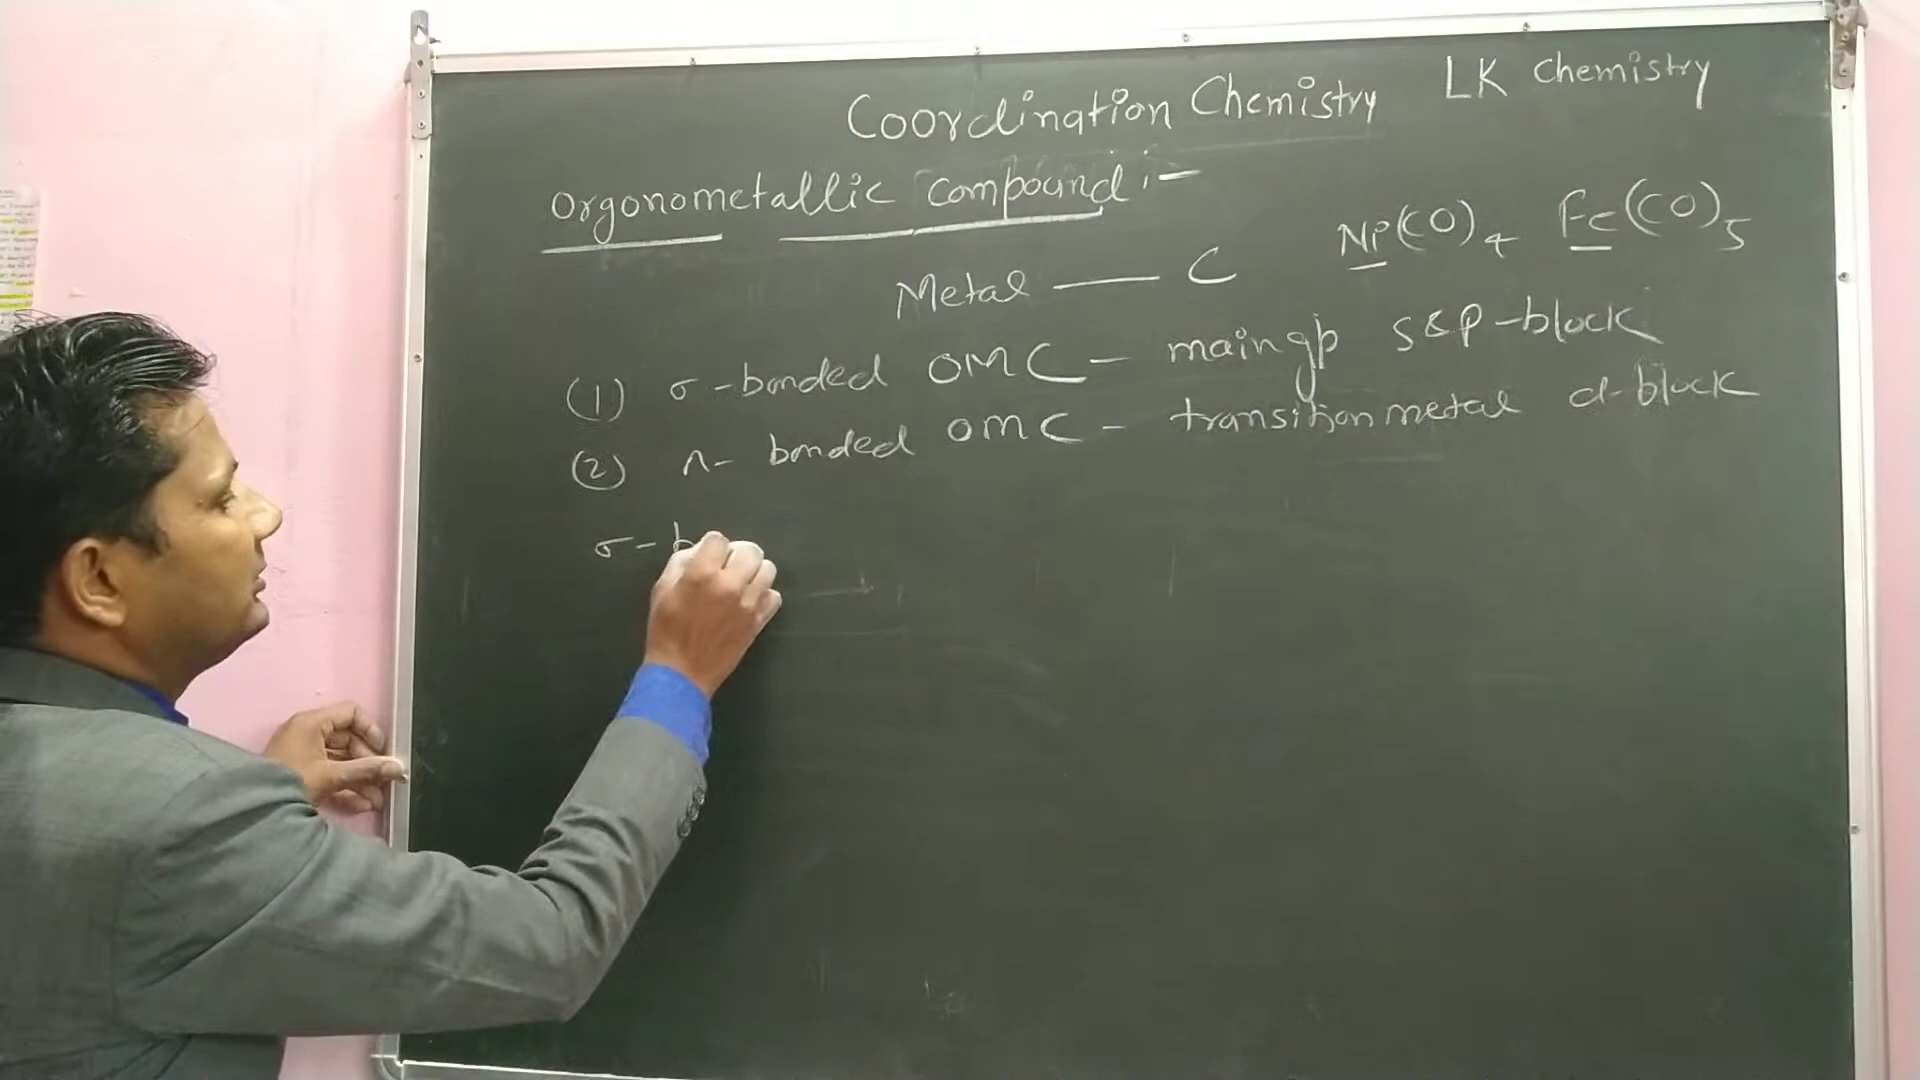 Coordination Chemistry LK Chemistry
Orgonometallic compound :-
Metal — C Ni(CO)4 Fe(CO)5
(1) σ-bonded OMC - main gp s&p-block
(2) π- bonded OMC - transition metal d-block
σ-b